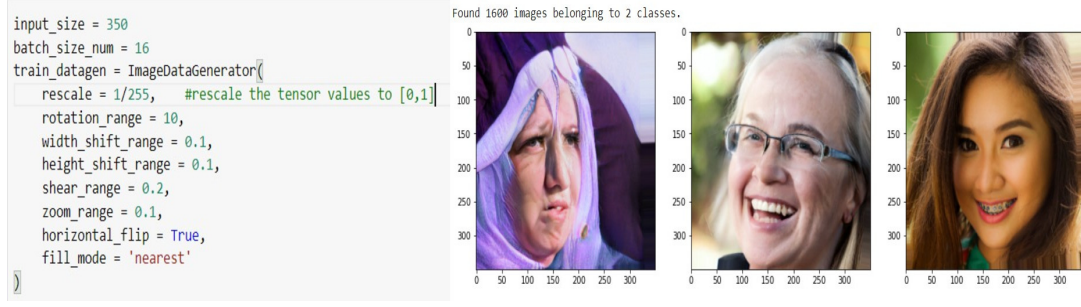 input_size = 350
batch_size_num = 16
train_datagen = ImageDataGenerator(
    rescale = 1/255,    #rescale the tensor values to [0,1]
    rotation_range = 10,
    width_shift_range = 0.1,
    height_shift_range = 0.1,
    shear_range = 0.2,
    zoom_range = 0.1,
    horizontal_flip = True,
    fill_mode = 'nearest'
)
Found 1600 images belonging to 2 classes.
0
50
100
150
200
250
300
0 50 100 150 200 250 300
0
50
100
150
200
250
300
0 50 100 150 200 250 300
0
50
100
150
200
250
300
0 50 100 150 200 250 300